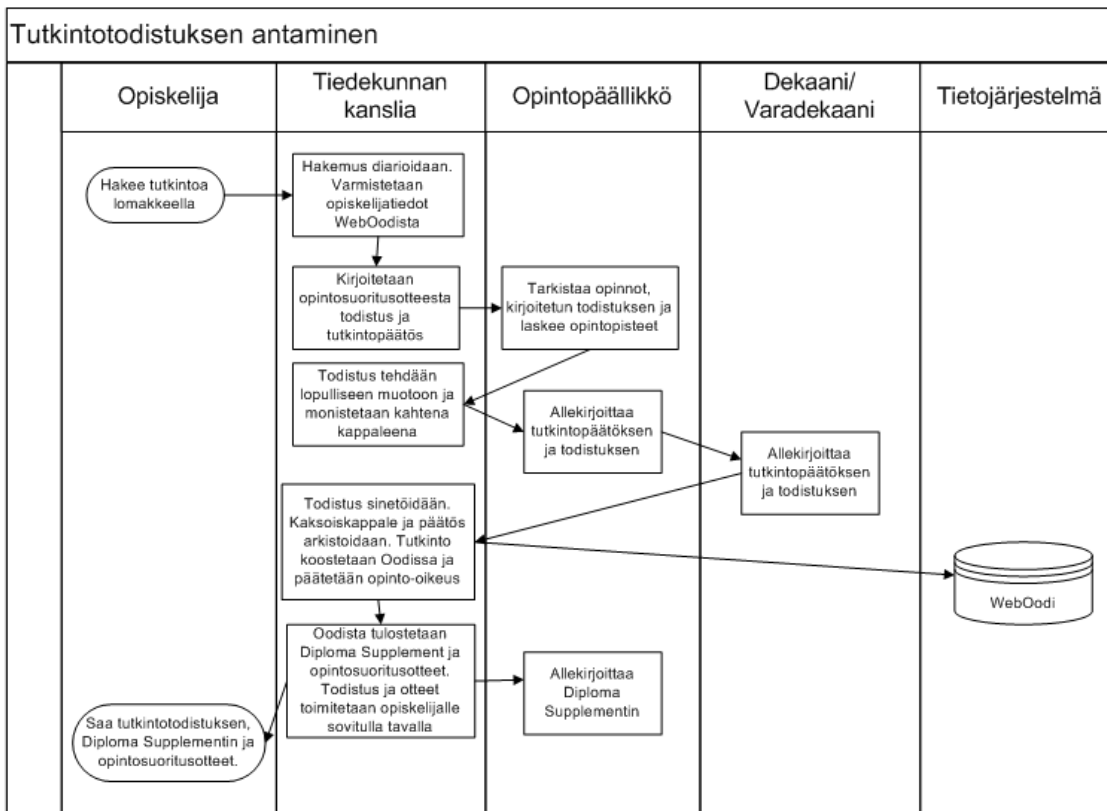 Tutkintotodistuksen antaminen
Opiskelija
Tiedekunnan
kanslia
Opintopäällikkö
Dekaani/
Varadekaani
Tietojärjestelmä
Hakee tutkintoa
lomakkeella
Hakemus diarioidaan.
Varmistetaan
opiskelijatiedot
WebOodista
Kirjoitetaan
opintosuoritusotteesta
todistus ja
tutkintopäätös
Tarkistaa opinnot,
kirjoitetun todistuksen ja
laskee opintopisteet
Todistus tehdään
lopulliseen muotoon ja
monistetaan kahtena
kappaleena
Allekirjoittaa
tutkintopäätöksen
ja todistuksen
Allekirjoittaa
tutkintopäätöksen
ja todistuksen
Todistus sinetöidään.
Kaksoiskappale ja päätös
arkistoidaan. Tutkinto
koostetaan Oodissa ja
päätetään opinto-oikeus
WebOodi
Oodista tulostetaan
Diploma Supplement ja
opintosuoritusotteet.
Todistus ja otteet
toimitetaan opiskelijalle
sovitulla tavalla
Allekirjoittaa
Diploma
Supplementin
Saa tutkintotodistuksen,
Diploma Supplementin ja
opintosuoritusotteet.